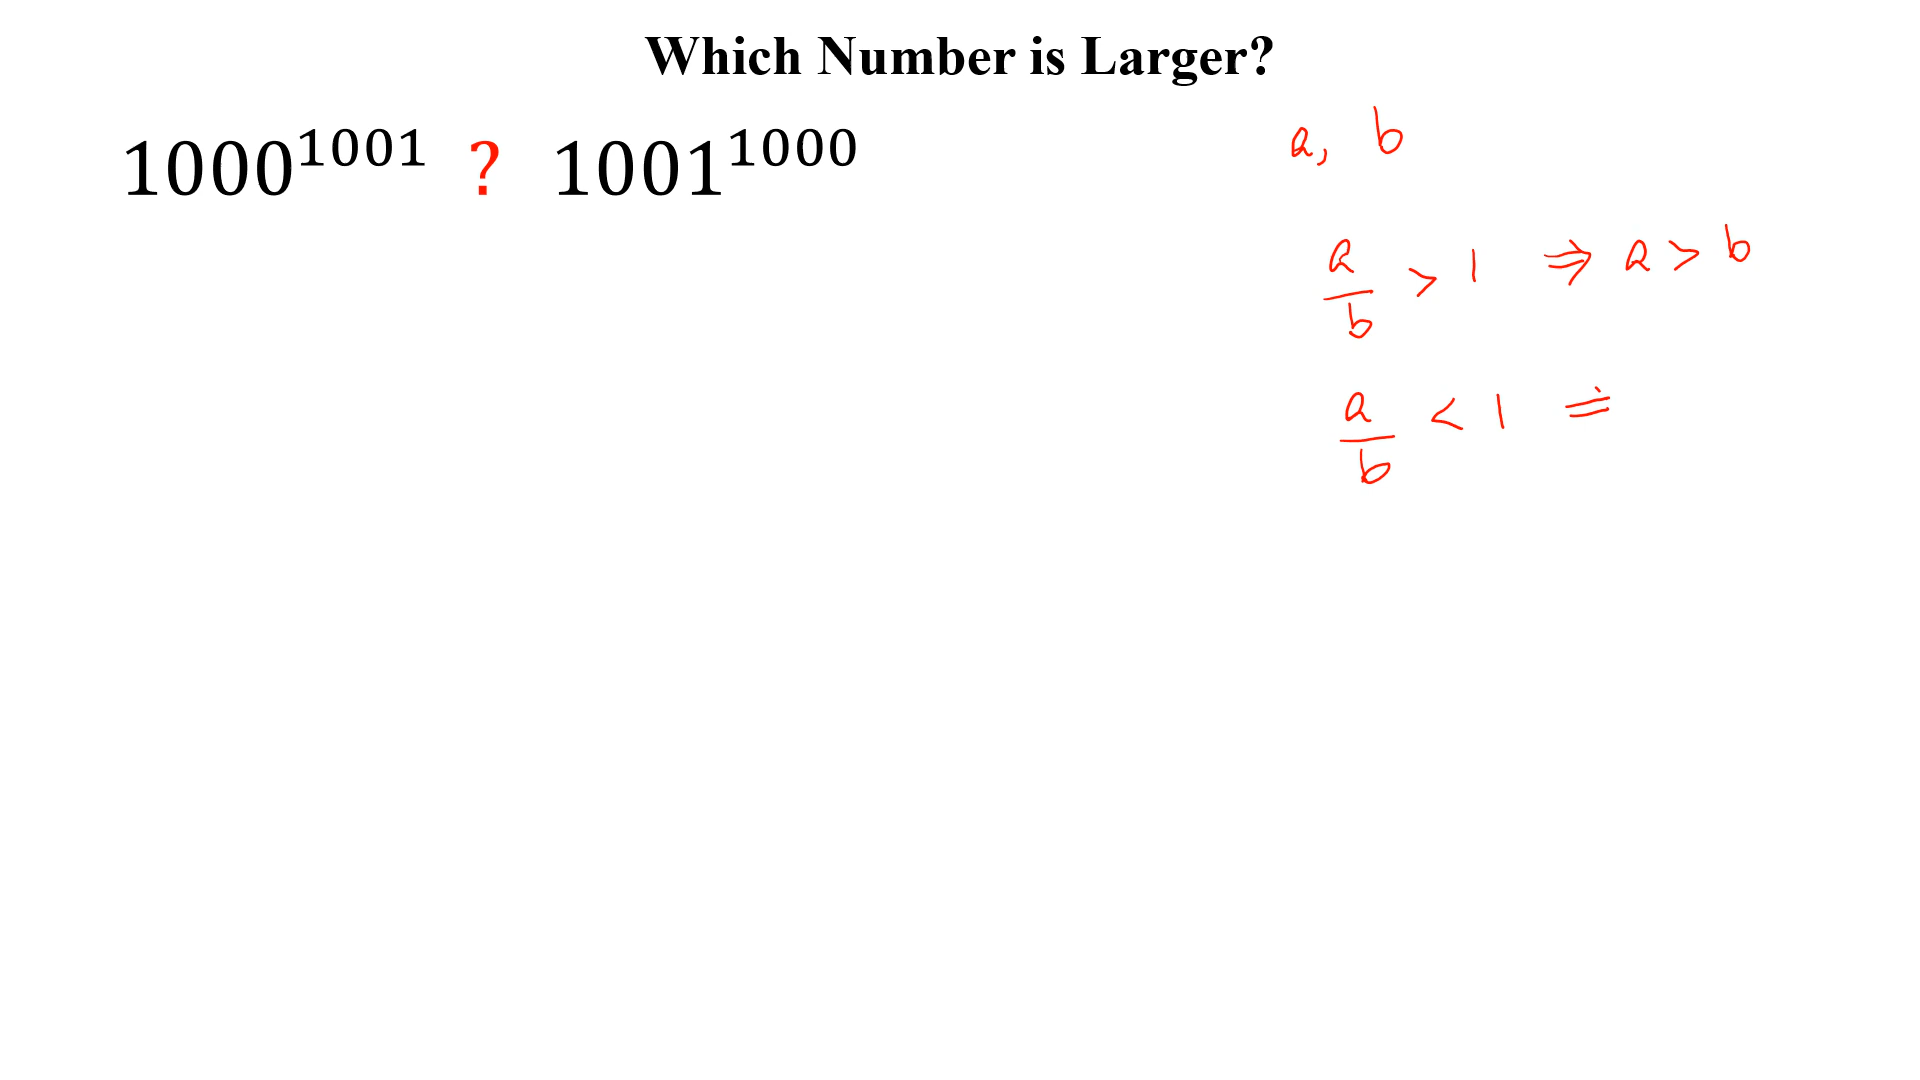 Which Number is Larger?
1000^1001 ? 1001^1000
a, b
a/b > 1 ⇒ a > b
a/b < 1 =